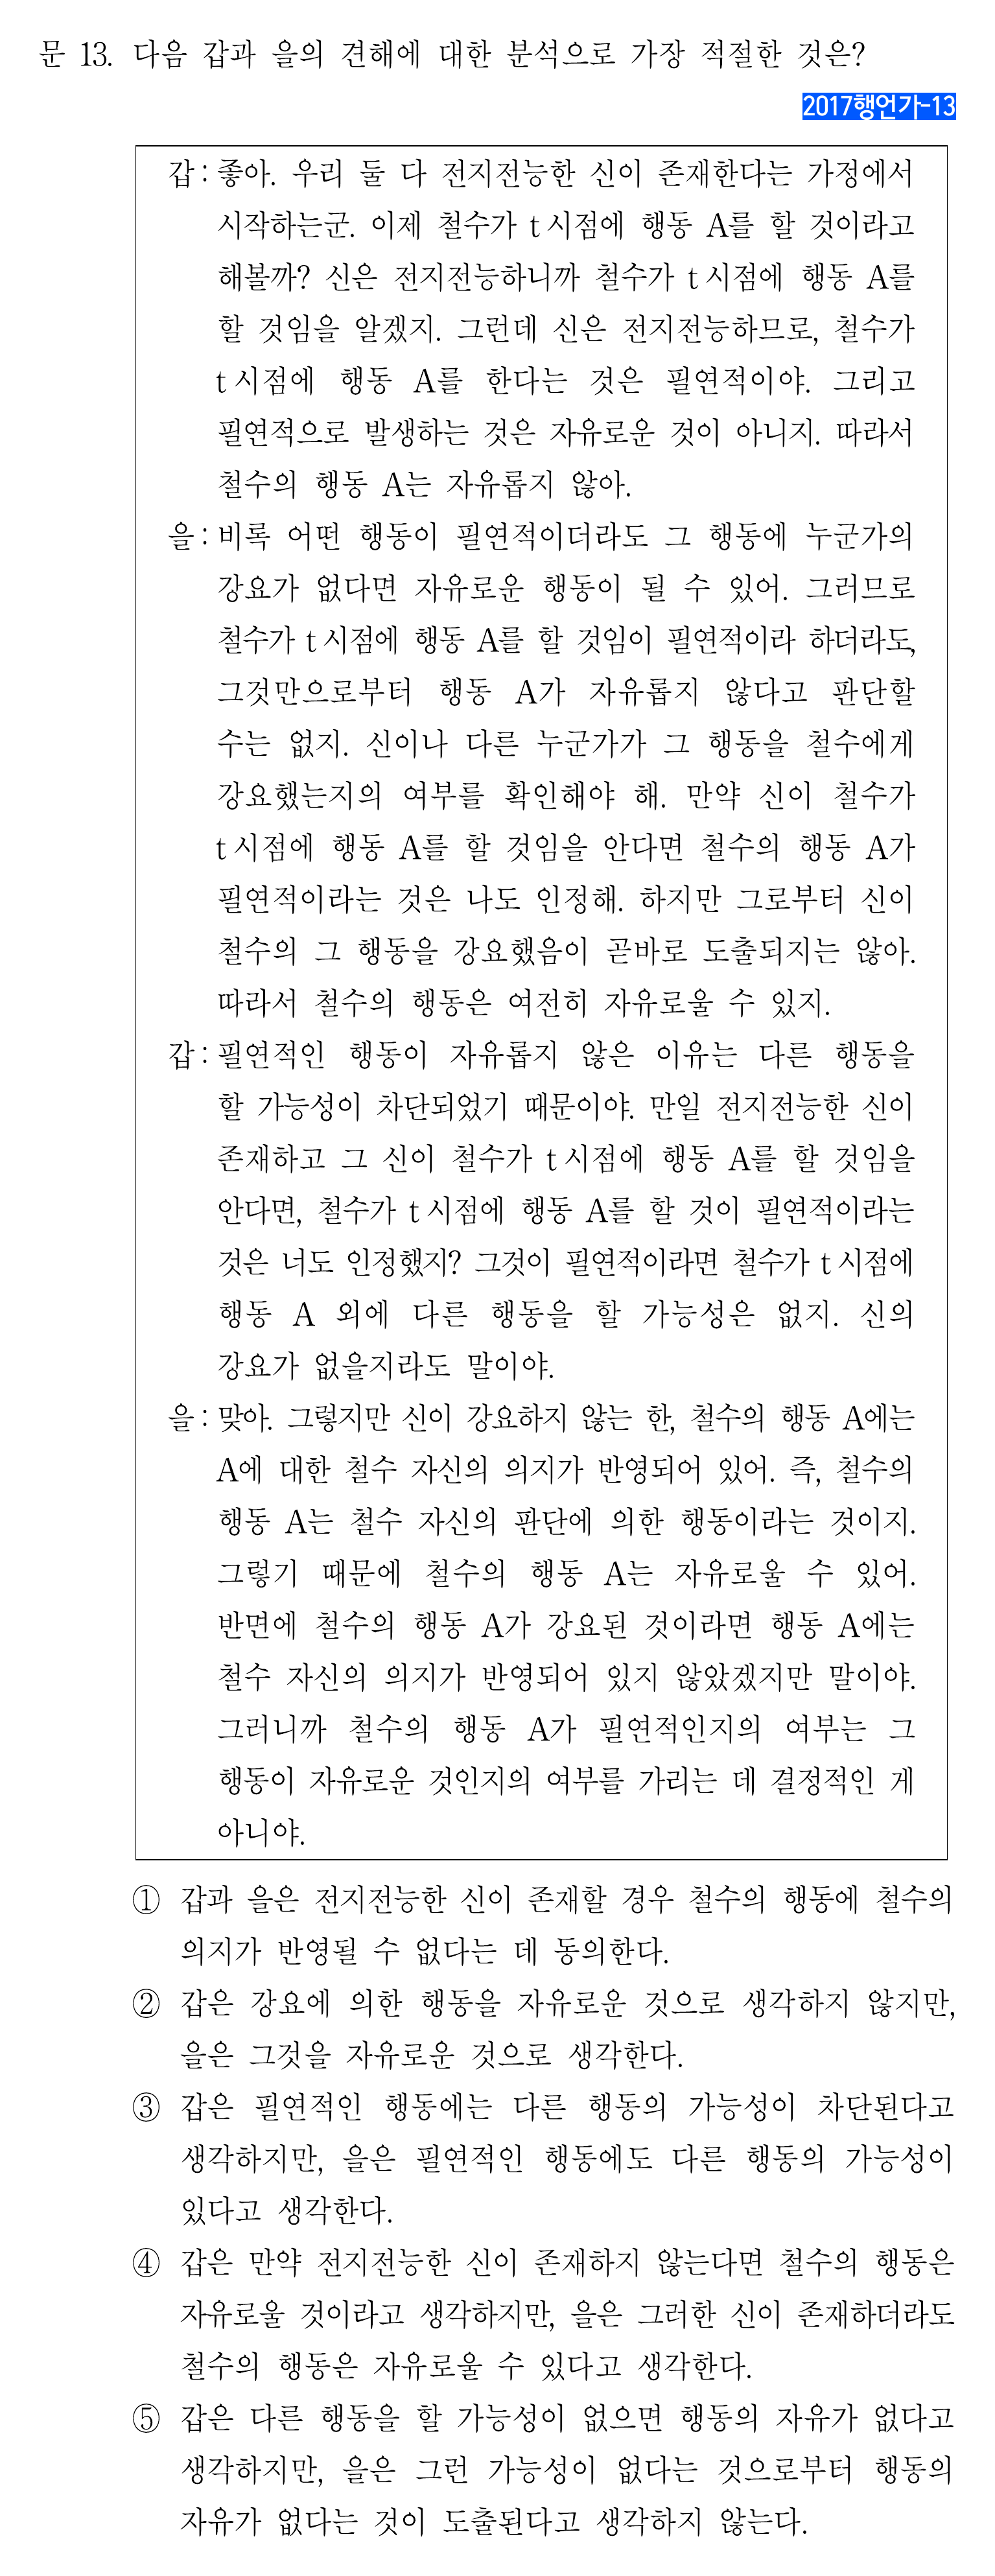 문 13. 다음 갑과 을의 견해에 대한 분석으로 가장 적절한 것은?
2017행언가-13
갑 : 좋아. 우리 둘 다 전지전능한 신이 존재한다는 가정에서
시작하는군. 이제 철수가 t시점에 행동 A를 할 것이라고
해볼까? 신은 전지전능하니까 철수가 t시점에 행동 A를
할 것임을 알겠지. 그런데 신은 전지전능하므로, 철수가
t시점에 행동 A를 한다는 것은 필연적이야. 그리고
필연적으로 발생하는 것은 자유로운 것이 아니지. 따라서
철수의 행동 A는 자유롭지 않아.
을 : 비록 어떤 행동이 필연적이더라도 그 행동에 누군가의
강요가 없다면 자유로운 행동이 될 수 있어. 그러므로
철수가 t시점에 행동 A를 할 것임이 필연적이라 하더라도,
그것만으로부터 행동 A가 자유롭지 않다고 판단할
수는 없지. 신이나 다른 누군가가 그 행동을 철수에게
강요했는지의 여부를 확인해야 해. 만약 신이 철수가
t시점에 행동 A를 할 것임을 안다면 철수의 행동 A가
필연적이라는 것은 나도 인정해. 하지만 그로부터 신이
철수의 그 행동을 강요했음이 곧바로 도출되지는 않아.
따라서 철수의 행동은 여전히 자유로울 수 있지.
갑 : 필연적인 행동이 자유롭지 않은 이유는 다른 행동을
할 가능성이 차단되었기 때문이야. 만일 전지전능한 신이
존재하고 그 신이 철수가 t시점에 행동 A를 할 것임을
안다면, 철수가 t시점에 행동 A를 할 것이 필연적이라는
것은 너도 인정했지? 그것이 필연적이라면 철수가 t시점에
행동 A 외에 다른 행동을 할 가능성은 없지. 신의
강요가 없을지라도 말이야.
을 : 맞아. 그렇지만 신이 강요하지 않는 한, 철수의 행동 A에는
A에 대한 철수 자신의 의지가 반영되어 있어. 즉, 철수의
행동 A는 철수 자신의 판단에 의한 행동이라는 것이지.
그렇기 때문에 철수의 행동 A는 자유로울 수 있어.
반면에 철수의 행동 A가 강요된 것이라면 행동 A에는
철수 자신의 의지가 반영되어 있지 않았겠지만 말이야.
그러니까 철수의 행동 A가 필연적인지의 여부는 그
행동이 자유로운 것인지의 여부를 가리는 데 결정적인 게
아니야.
① 갑과 을은 전지전능한 신이 존재할 경우 철수의 행동에 철수의
의지가 반영될 수 없다는 데 동의한다.
② 갑은 강요에 의한 행동을 자유로운 것으로 생각하지 않지만,
을은 그것을 자유로운 것으로 생각한다.
③ 갑은 필연적인 행동에는 다른 행동의 가능성이 차단된다고
생각하지만, 을은 필연적인 행동에도 다른 행동의 가능성이
있다고 생각한다.
④ 갑은 만약 전지전능한 신이 존재하지 않는다면 철수의 행동은
자유로울 것이라고 생각하지만, 을은 그러한 신이 존재하더라도
철수의 행동은 자유로울 수 있다고 생각한다.
⑤ 갑은 다른 행동을 할 가능성이 없으면 행동의 자유가 없다고
생각하지만, 을은 그런 가능성이 없다는 것으로부터 행동의
자유가 없다는 것이 도출된다고 생각하지 않는다.